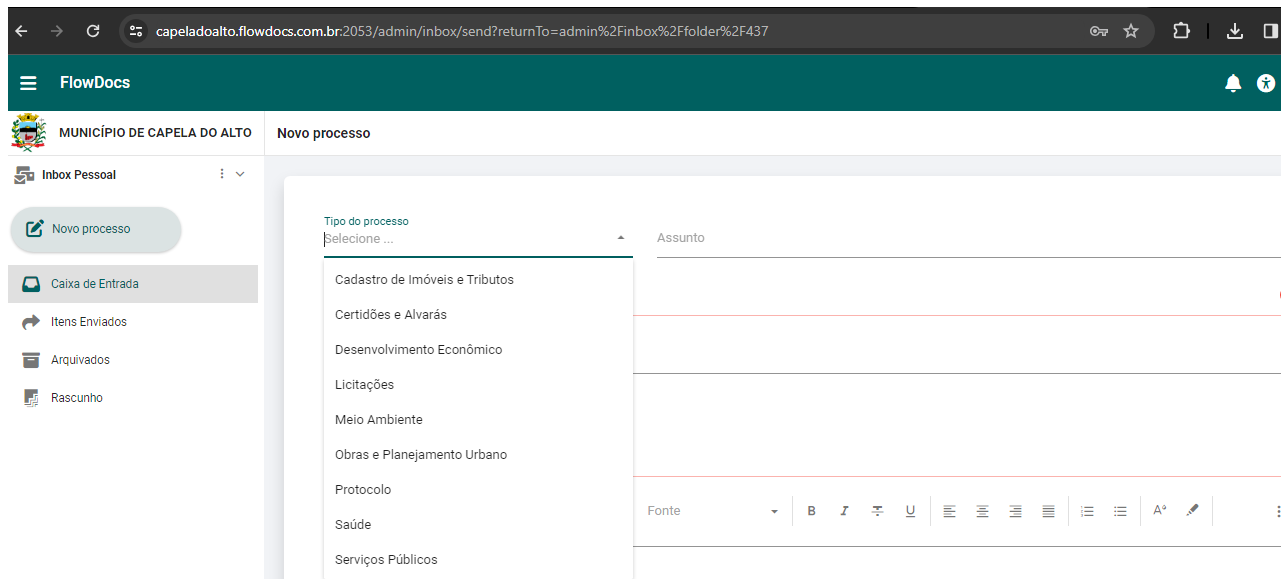 capeladoalto.flowdocs.com.br:2053/admin/inbox/send?returnTo=admin%2Finbox%2Ffolder%2F437
FlowDocs
MUNICÍPIO DE CAPELA DO ALTO
Novo processo
Inbox Pessoal
Novo processo
Caixa de Entrada
Itens Enviados
Arquivados
Rascunho
Tipo do processo
Selecione ...
Assunto
Cadastro de Imóveis e Tributos
Certidões e Alvarás
Desenvolvimento Econômico
Licitações
Meio Ambiente
Obras e Planejamento Urbano
Protocolo
Saúde
Serviços Públicos
Fonte
B I T U